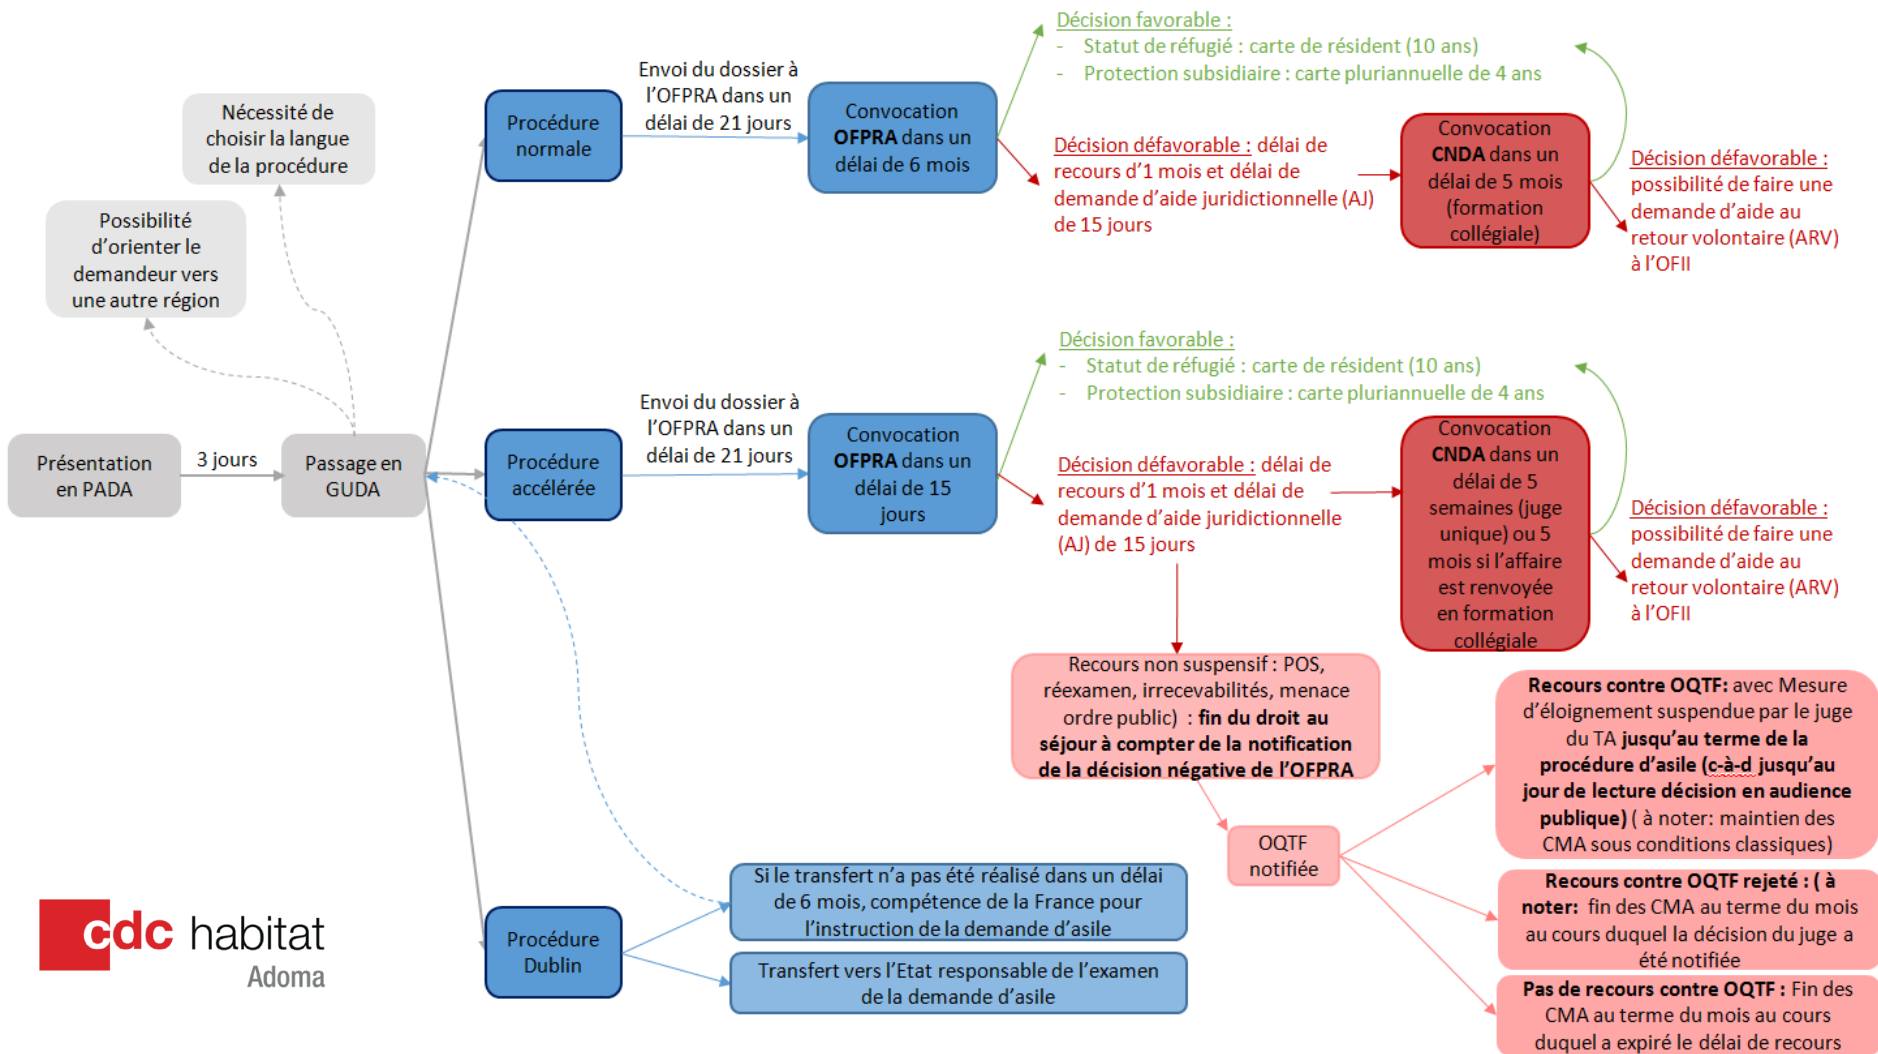 Nécessité de
choisir la langue
de la procédure
Possibilité
d’orienter le
demandeur vers
une autre région
Présentation
en PADA
3 jours
Passage en
GUDA
Procédure
normale
Envoi du dossier à
l’OFPRA dans un
délai de 21 jours
Convocation
OFPRA dans un
délai de 6 mois
Décision favorable :
- Statut de réfugié : carte de résident (10 ans)
- Protection subsidiaire : carte pluriannuelle de 4 ans
Décision défavorable : délai de
recours d’1 mois et délai de
demande d’aide juridictionnelle (AJ)
de 15 jours
Convocation
CNDA dans un
délai de 5 mois
(formation
collégiale)
Décision défavorable :
possibilité de faire une
demande d’aide au
retour volontaire (ARV)
à l’OFII
Procédure
accélérée
Envoi du dossier à
l’OFPRA dans un
délai de 21 jours
Convocation
OFPRA dans un
délai de 15
jours
Décision favorable :
- Statut de réfugié : carte de résident (10 ans)
- Protection subsidiaire : carte pluriannuelle de 4 ans
Décision défavorable : délai de
recours d’1 mois et délai de
demande d’aide juridictionnelle
(AJ) de 15 jours
Convocation
CNDA dans un
délai de 5
semaines (juge
unique) ou 5
mois si l’affaire
est renvoyée
en formation
collégiale
Décision défavorable :
possibilité de faire une
demande d’aide au
retour volontaire (ARV)
à l’OFII
Recours non suspensif : POS,
réexamen, irrecevabilités, menace
ordre public) : fin du droit au
séjour à compter de la notification
de la décision négative de l’OFPRA
OQTF
notifiée
Recours contre OQTF: avec Mesure
d’éloignement suspendue par le juge
du TA jusqu’au terme de la
procédure d’asile (c-à-d jusqu’au
jour de lecture décision en audience
publique) ( à noter: maintien des
CMA sous conditions classiques)
Recours contre OQTF rejeté : ( à
noter: fin des CMA au terme du mois
au cours duquel la décision du juge a
été notifiée
Pas de recours contre OQTF : Fin des
CMA au terme du mois au cours
duquel a expiré le délai de recours
Procédure
Dublin
Si le transfert n’a pas été réalisé dans un délai
de 6 mois, compétence de la France pour
l’instruction de la demande d’asile
Transfert vers l’Etat responsable de l’examen
de la demande d’asile
cdc habitat
Adoma